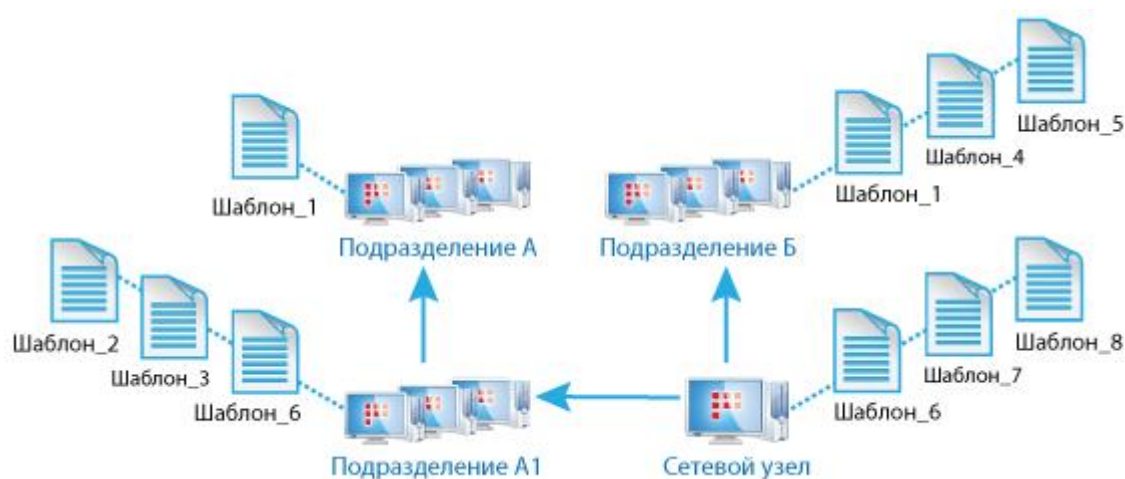 Шаблон_5
Шаблон_4
Шаблон_1
Шаблон_1
Подразделение А
Подразделение Б
Шаблон_2
Шаблон_3
Шаблон_6
Шаблон_8
Шаблон_7
Шаблон_6
Подразделение А1
Сетевой узел